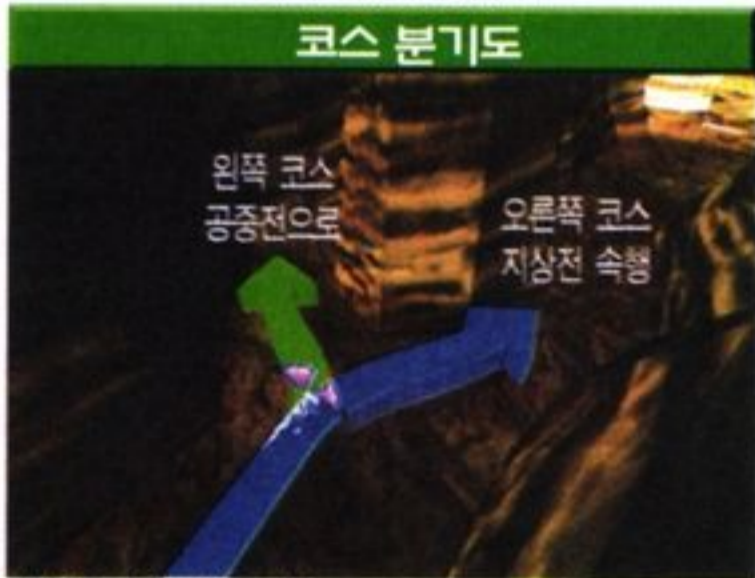 코스 분기도
왼쪽 코스
공중전으로
오른쪽 코스
지상전 속행